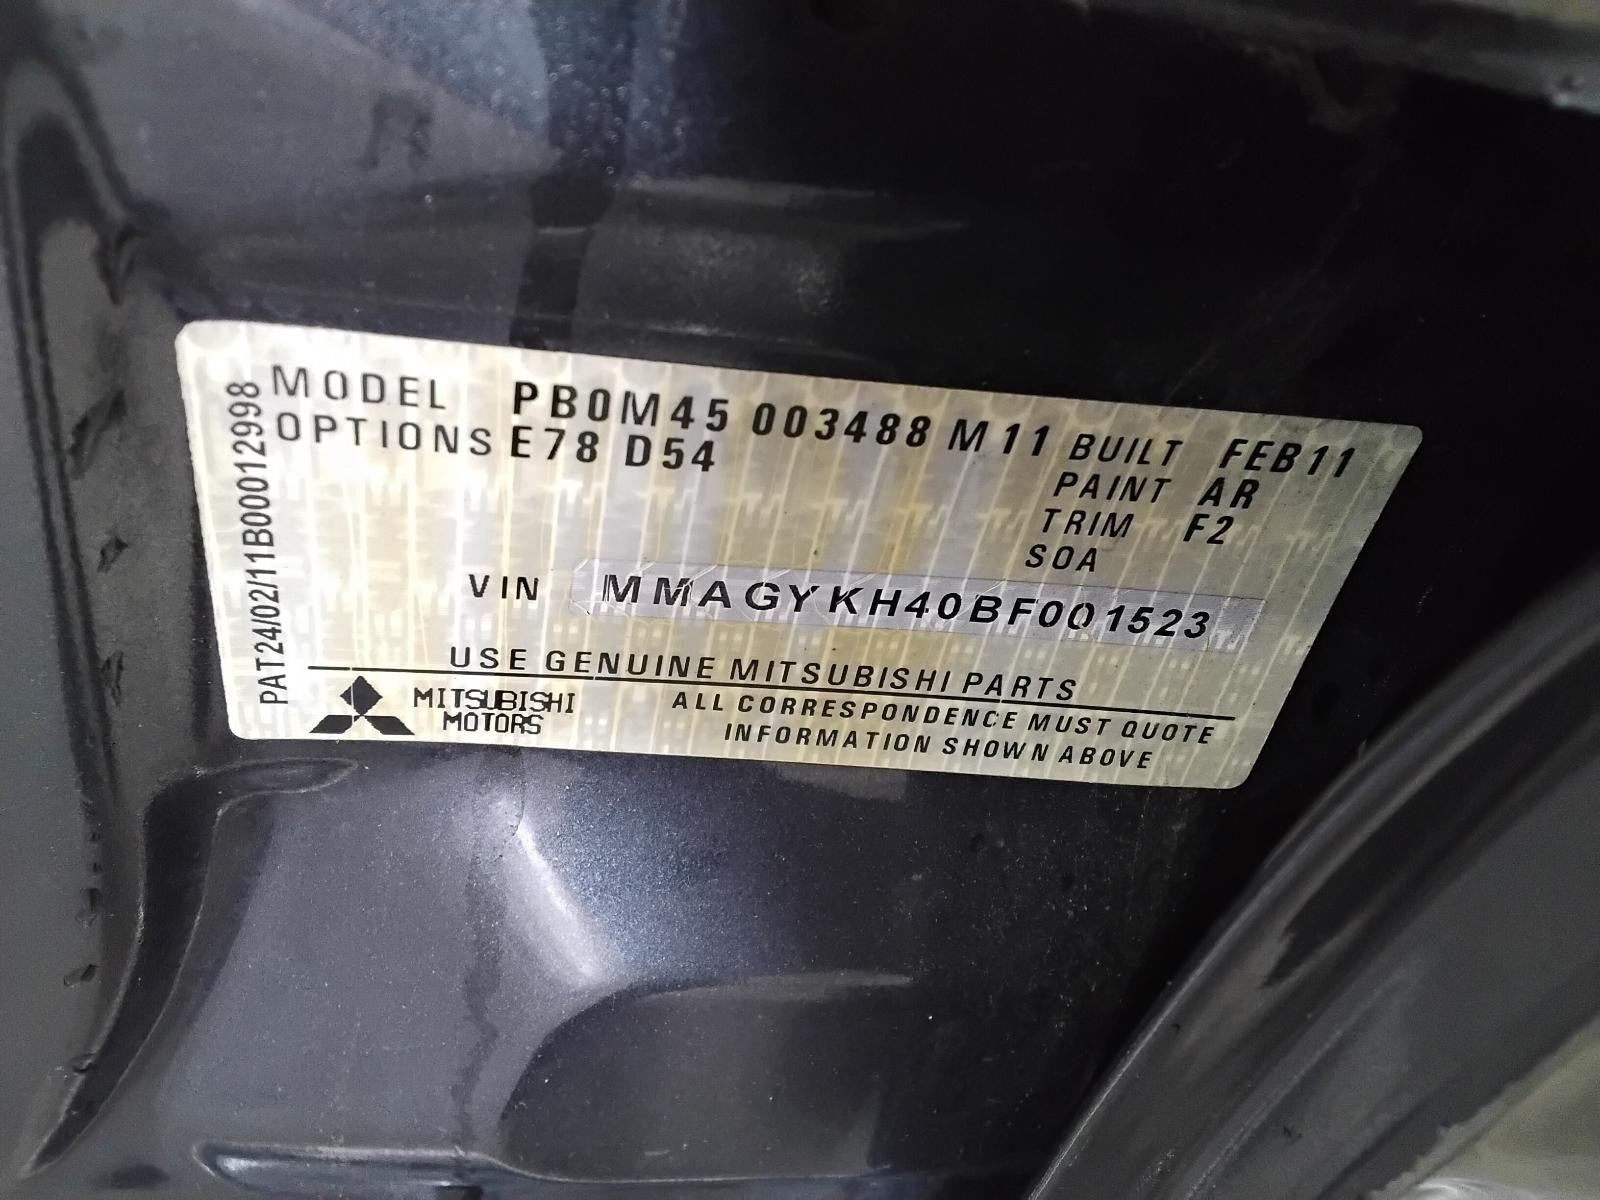 PAT24/02/11B00012998
MODEL PB0M45 003488 M11 BUILT FEB11
OPTIONS E78 D54 PAINT AR
TRIM F2
SOA
VIN MMAGYKH40BF001523
USE GENUINE MITSUBISHI PARTS
MITSUBISHI
MOTORS
ALL CORRESPONDENCE MUST QUOTE
INFORMATION SHOWN ABOVE